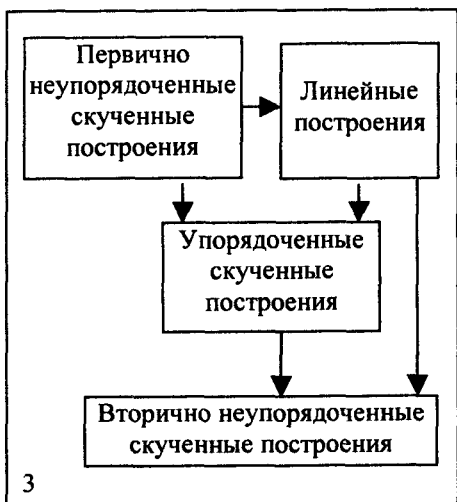 Первично
неупорядоченные
скученные
построения
Линейные
построения
Упорядоченные
скученные
построения
Вторично неупорядоченные
скученные построения
3